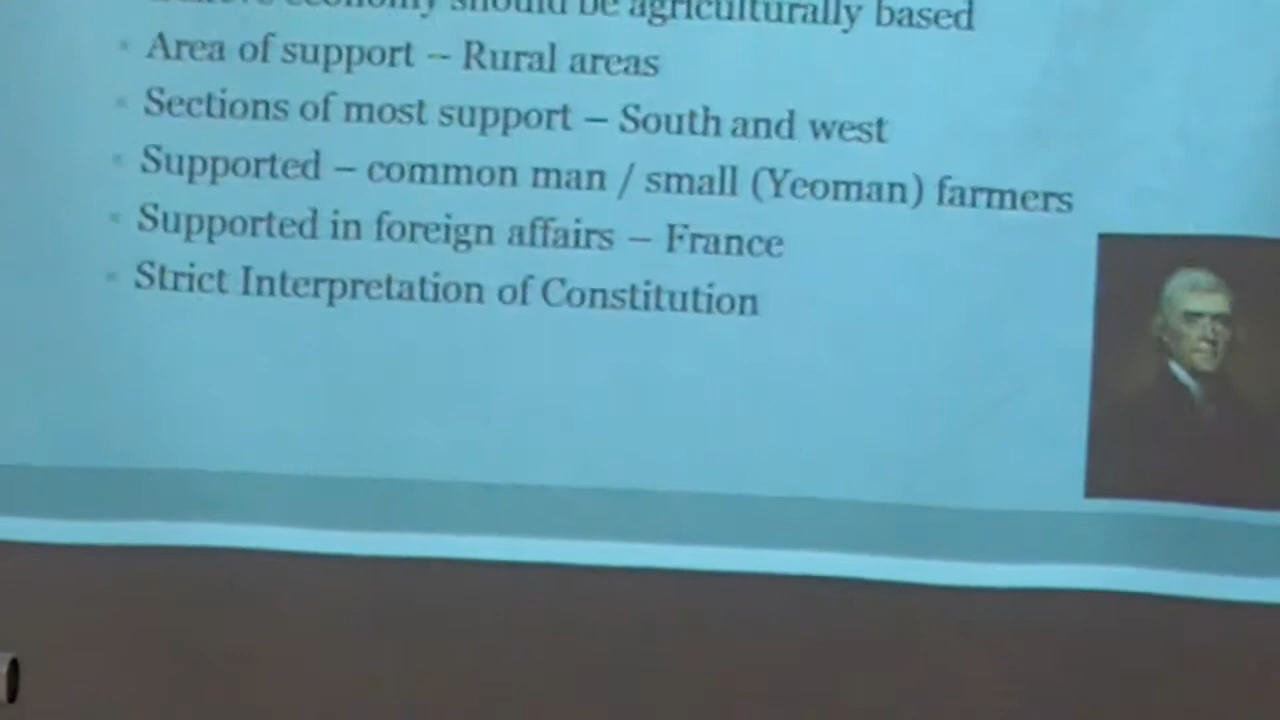 economy should be agriculturally based
Area of support – Rural areas
Sections of most support – South and west
Supported – common man / small (Yeoman) farmers
Supported in foreign affairs – France
Strict Interpretation of Constitution